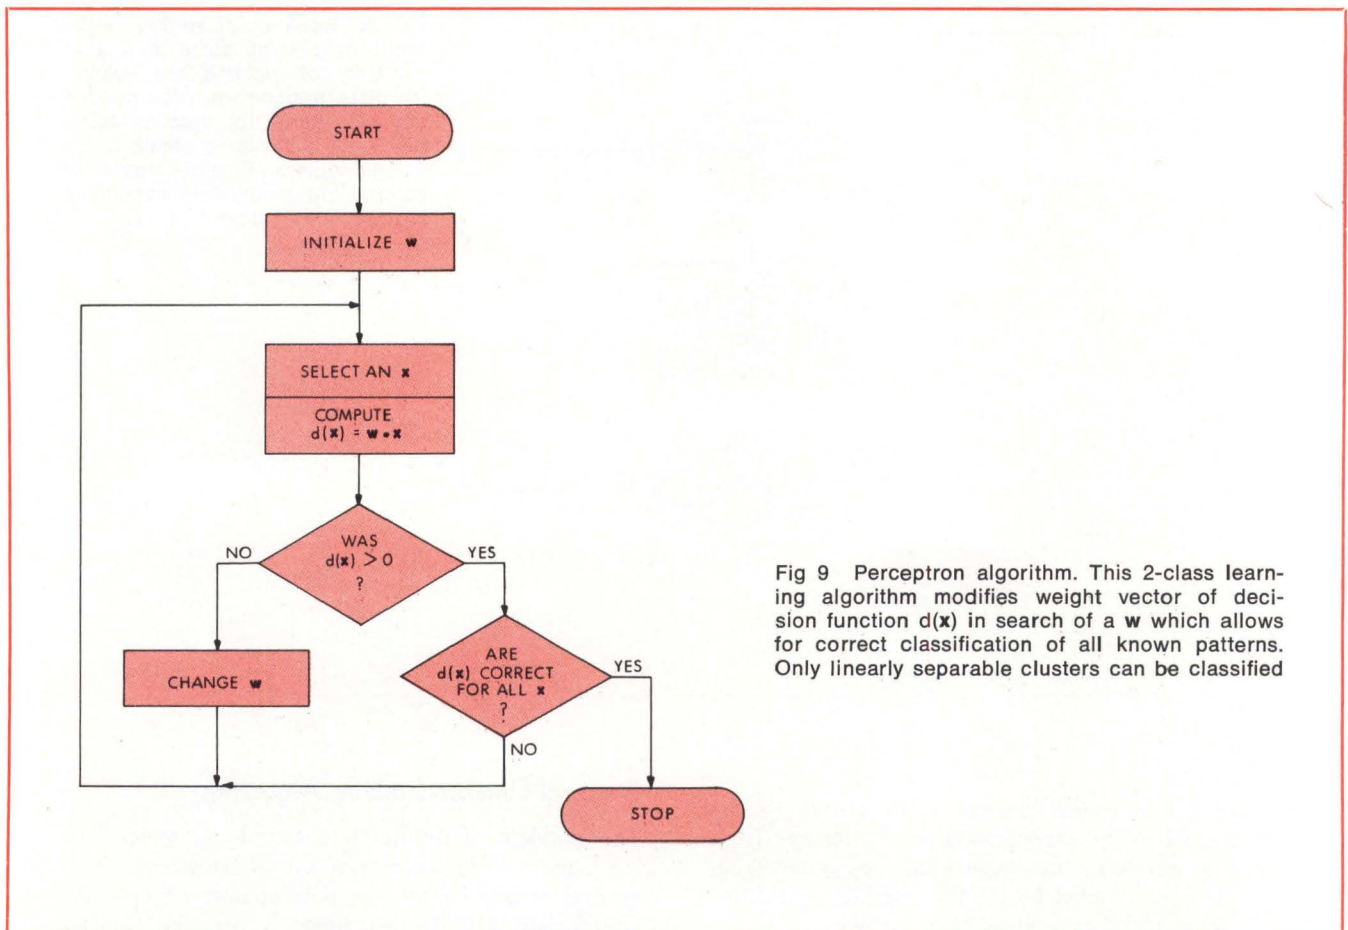 START
INITIALIZE w
SELECT AN x
COMPUTE
d(x) = w • x
WAS
d(x) > 0
?
NO
YES
CHANGE w
ARE
d(x) CORRECT
FOR ALL x
?
YES
NO
STOP
Fig 9 Perceptron algorithm. This 2-class learn-
ing algorithm modifies weight vector of deci-
sion function d(x) in search of a w which allows
for correct classification of all known patterns.
Only linearly separable clusters can be classified